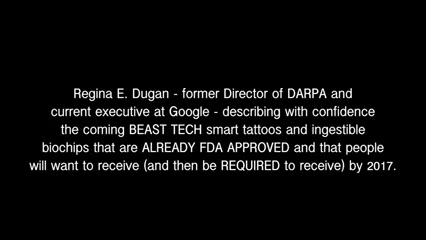 Regina E. Dugan - former Director of DARPA and
current executive at Google - describing with confidence
the coming BEAST TECH smart tattoos and ingestible
biochips that are ALREADY FDA APPROVED and that people
will want to receive (and then be REQUIRED to receive) by 2017.